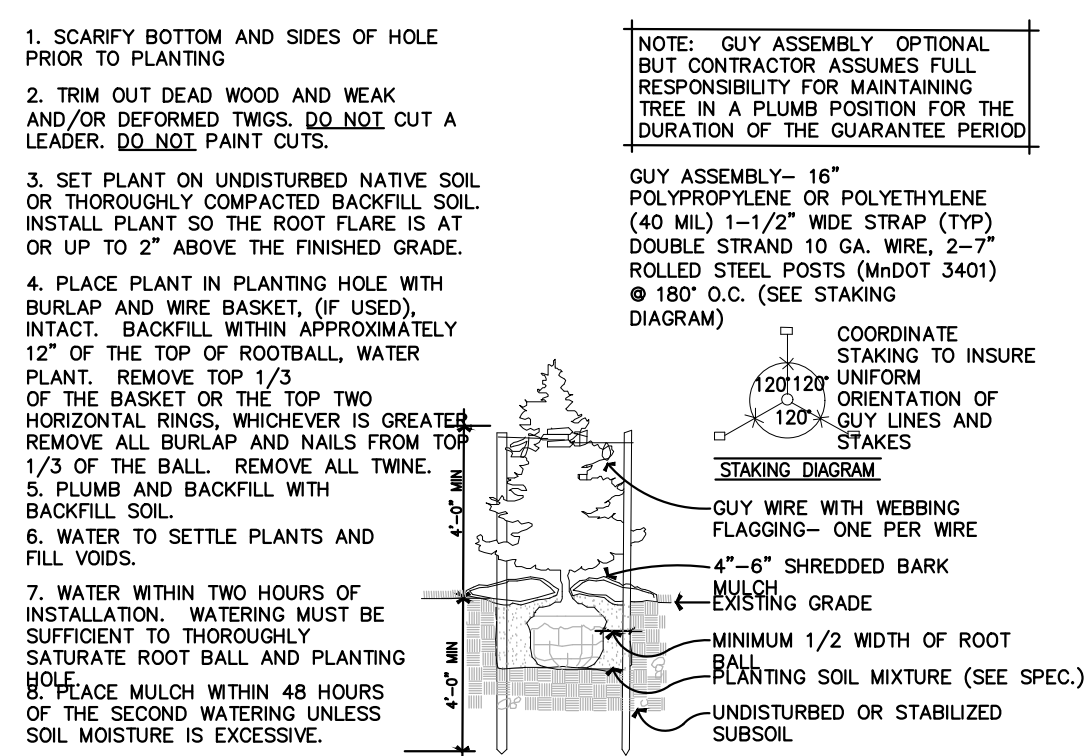 1. SCARIFY BOTTOM AND SIDES OF HOLE
PRIOR TO PLANTING
2. TRIM OUT DEAD WOOD AND WEAK
AND/OR DEFORMED TWIGS. DO NOT CUT A
LEADER. DO NOT PAINT CUTS.
3. SET PLANT ON UNDISTURBED NATIVE SOIL
OR THOROUGHLY COMPACTED BACKFILL SOIL.
INSTALL PLANT SO THE ROOT FLARE IS AT
OR UP TO 2" ABOVE THE FINISHED GRADE.
4. PLACE PLANT IN PLANTING HOLE WITH
BURLAP AND WIRE BASKET, (IF USED),
INTACT. BACKFILL WITHIN APPROXIMATELY
12" OF THE TOP OF ROOTBALL, WATER
PLANT. REMOVE TOP 1/3
OF THE BASKET OR THE TOP TWO
HORIZONTAL RINGS, WHICHEVER IS GREATER
REMOVE ALL BURLAP AND NAILS FROM TOP
1/3 OF THE BALL. REMOVE ALL TWINE.
5. PLUMB AND BACKFILL WITH
BACKFILL SOIL.
6. WATER TO SETTLE PLANTS AND
FILL VOIDS.
7. WATER WITHIN TWO HOURS OF
INSTALLATION. WATERING MUST BE
SUFFICIENT TO THOROUGHLY
SATURATE ROOT BALL AND PLANTING
HOLE.
8. PLACE MULCH WITHIN 48 HOURS
OF THE SECOND WATERING UNLESS
SOIL MOISTURE IS EXCESSIVE.
4'-0" MIN
4'-0" MIN
NOTE: GUY ASSEMBLY OPTIONAL
BUT CONTRACTOR ASSUMES FULL
RESPONSIBILITY FOR MAINTAINING
TREE IN A PLUMB POSITION FOR THE
DURATION OF THE GUARANTEE PERIOD
GUY ASSEMBLY- 16"
POLYPROPYLENE OR POLYETHYLENE
(40 MIL) 1-1/2" WIDE STRAP (TYP)
DOUBLE STRAND 10 GA. WIRE, 2-7"
ROLLED STEEL POSTS (MnDOT 3401)
@ 180° O.C. (SEE STAKING
DIAGRAM)
120° 120°
120°
COORDINATE
STAKING TO INSURE
UNIFORM
ORIENTATION OF
GUY LINES AND
STAKES
STAKING DIAGRAM
GUY WIRE WITH WEBBING
FLAGGING- ONE PER WIRE
4"-6" SHREDDED BARK
MULCH
EXISTING GRADE
MINIMUM 1/2 WIDTH OF ROOT
BALL
PLANTING SOIL MIXTURE (SEE SPEC.)
UNDISTURBED OR STABILIZED
SUBSOIL